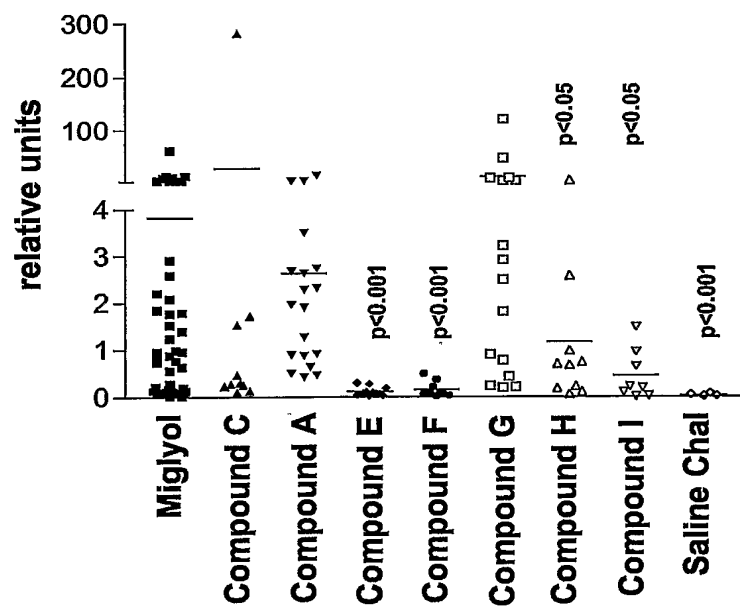 relative units
300
200
100
4
3
2
1
0
p<0.001
p<0.001
p<0.05
p<0.05
p<0.001
Miglyol
Compound C
Compound A
Compound E
Compound F
Compound G
Compound H
Compound I
Saline Chal